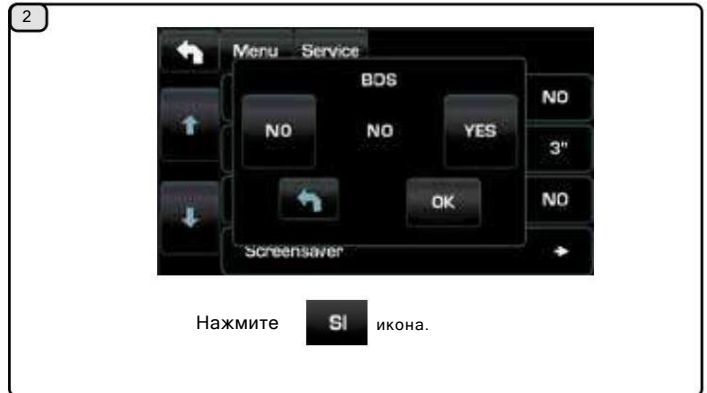 2
Menu Service
BDS
NO
NO NO YES
3"
OK NO
Screensaver
Нажмите SI икона.